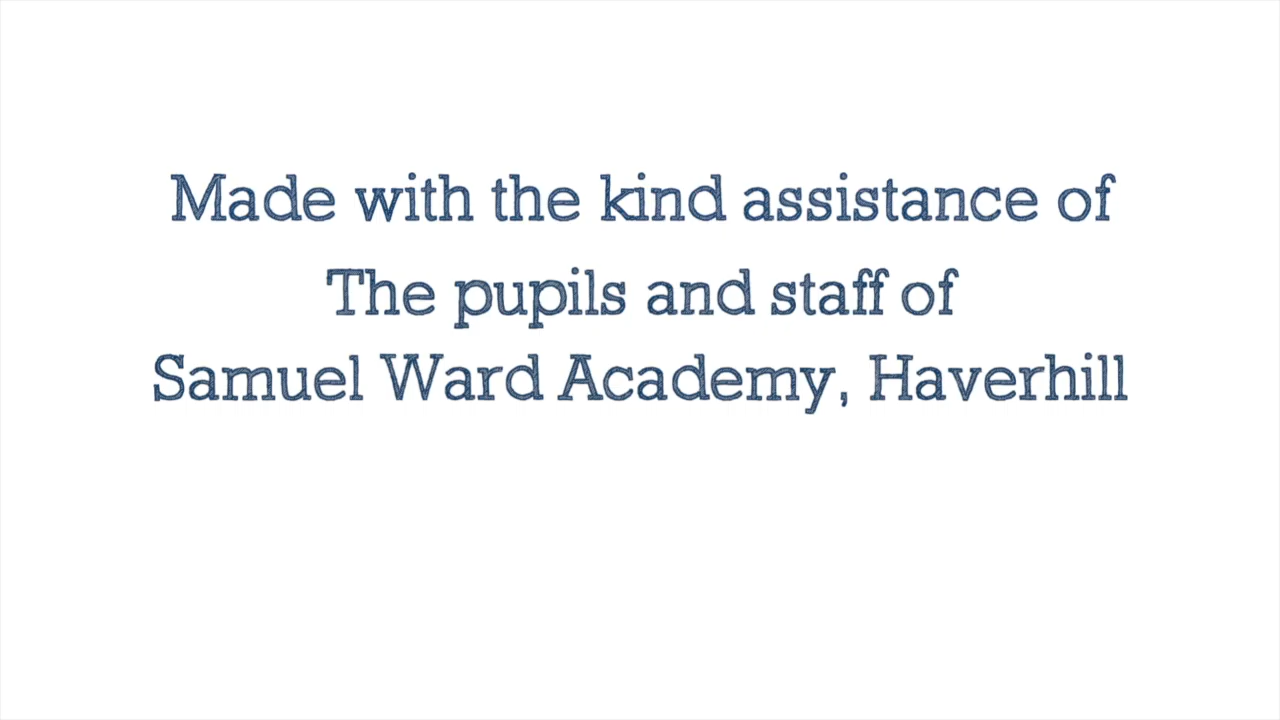 Made with the kind assistance of
The pupils and staff of
Samuel Ward Academy, Haverhill